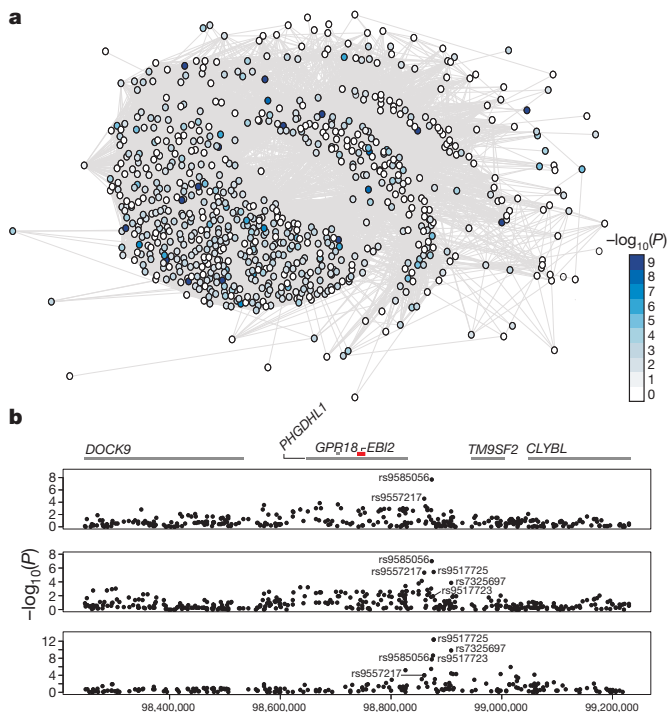 a
–log10(P)
9
8
7
6
5
4
3
2
1
0
b
PHGDHL1
DOCK9 GPR18 EBI2 TM9SF2 CLYBL
–log10(P)
8
6
4
2
0
rs9585056
rs9557217
8
6
4
2
0
rs9585056
rs9557217 rs9517725
rs7325697
rs9517723
12
10
8
6
4
2
0
rs9517725
rs7325697
rs9585056 rs9517723
rs9557217
98,400,000 98,600,000 98,800,000 99,000,000 99,200,000